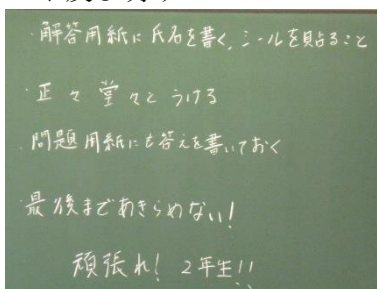 ・解答用紙に氏名を書く、シールを貼ること
・正々堂々とうける
・問題用紙にも答えを書いておく
・最後まであきらめない!
頑張れ! 2年生!!